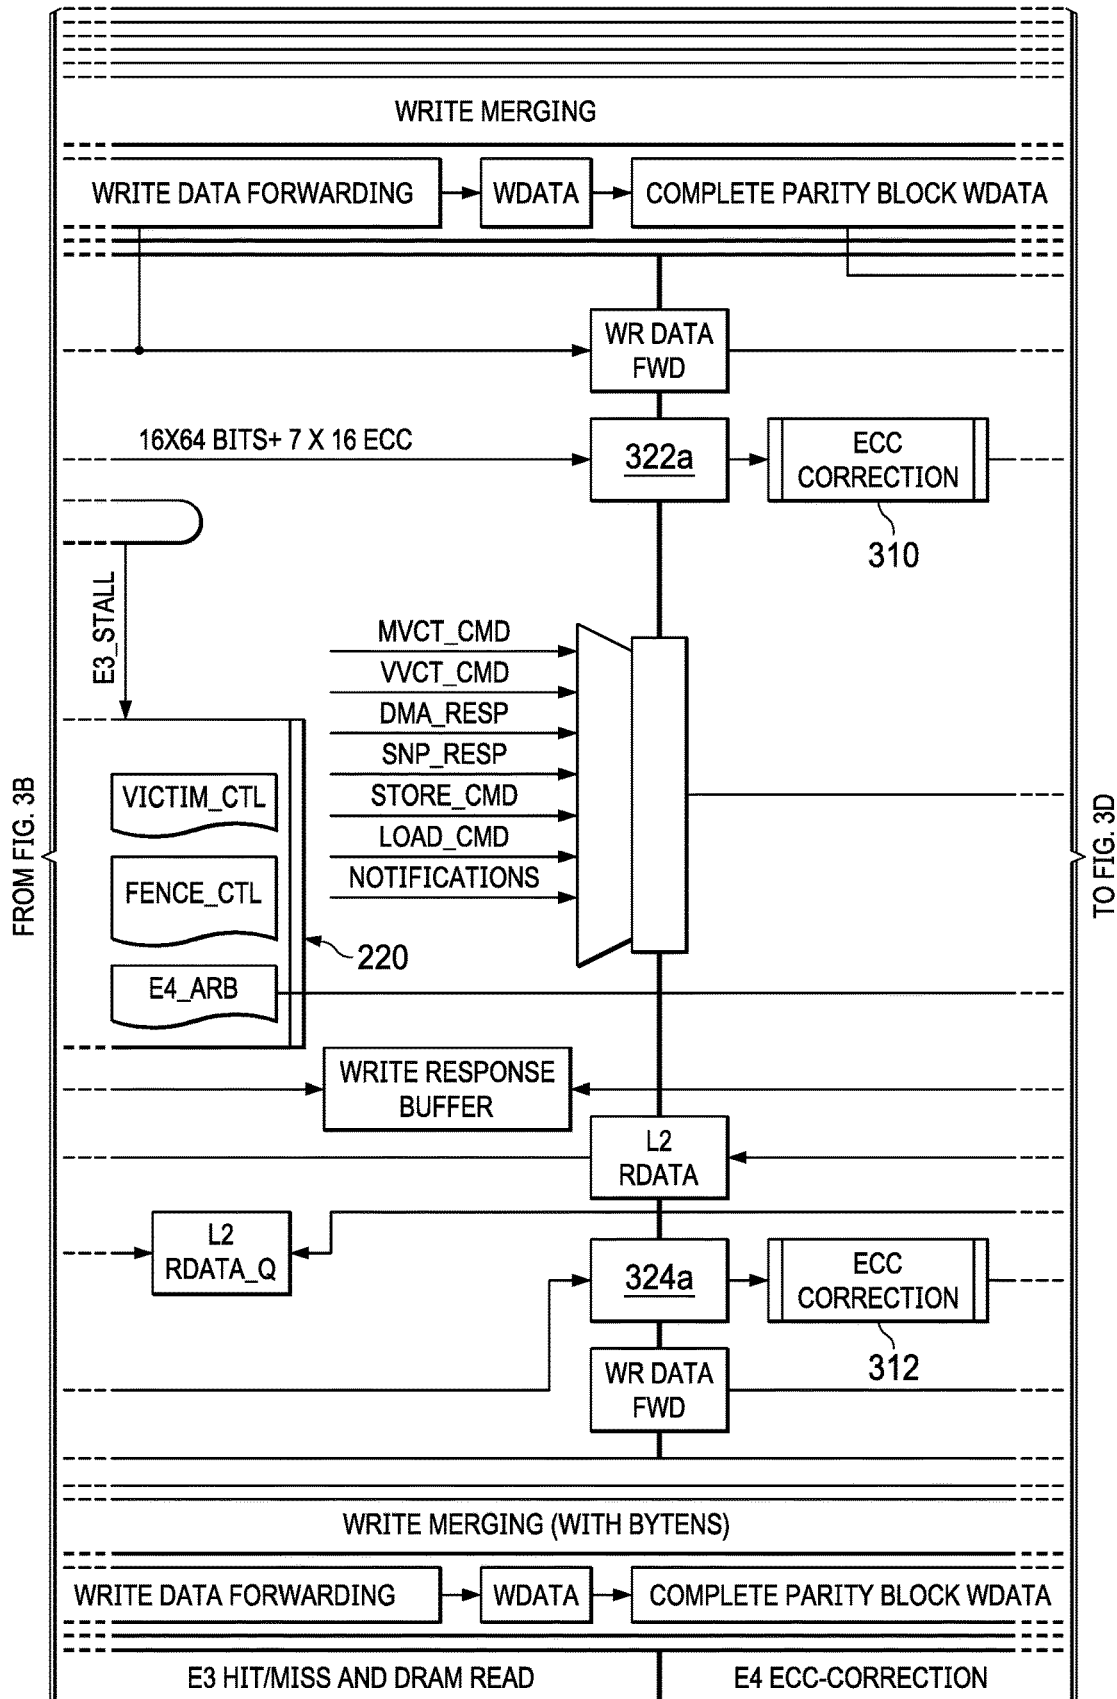 WRITE MERGING
WRITE DATA FORWARDING
WDATA
COMPLETE PARITY BLOCK WDATA
WR DATA
FWD
16X64 BITS+ 7 X 16 ECC
322a
ECC
CORRECTION
310
E3_STALL
MVCT_CMD
VVCT_CMD
DMA_RESP
SNP_RESP
STORE_CMD
LOAD_CMD
NOTIFICATIONS
VICTIM_CTL
FENCE_CTL
E4_ARB
220
FROM FIG. 3B
TO FIG. 3D
WRITE RESPONSE
BUFFER
L2
RDATA
L2
RDATA_Q
324a
ECC
CORRECTION
312
WR DATA
FWD
WRITE MERGING (WITH BYTENS)
WRITE DATA FORWARDING
WDATA
COMPLETE PARITY BLOCK WDATA
E3 HIT/MISS AND DRAM READ
E4 ECC-CORRECTION